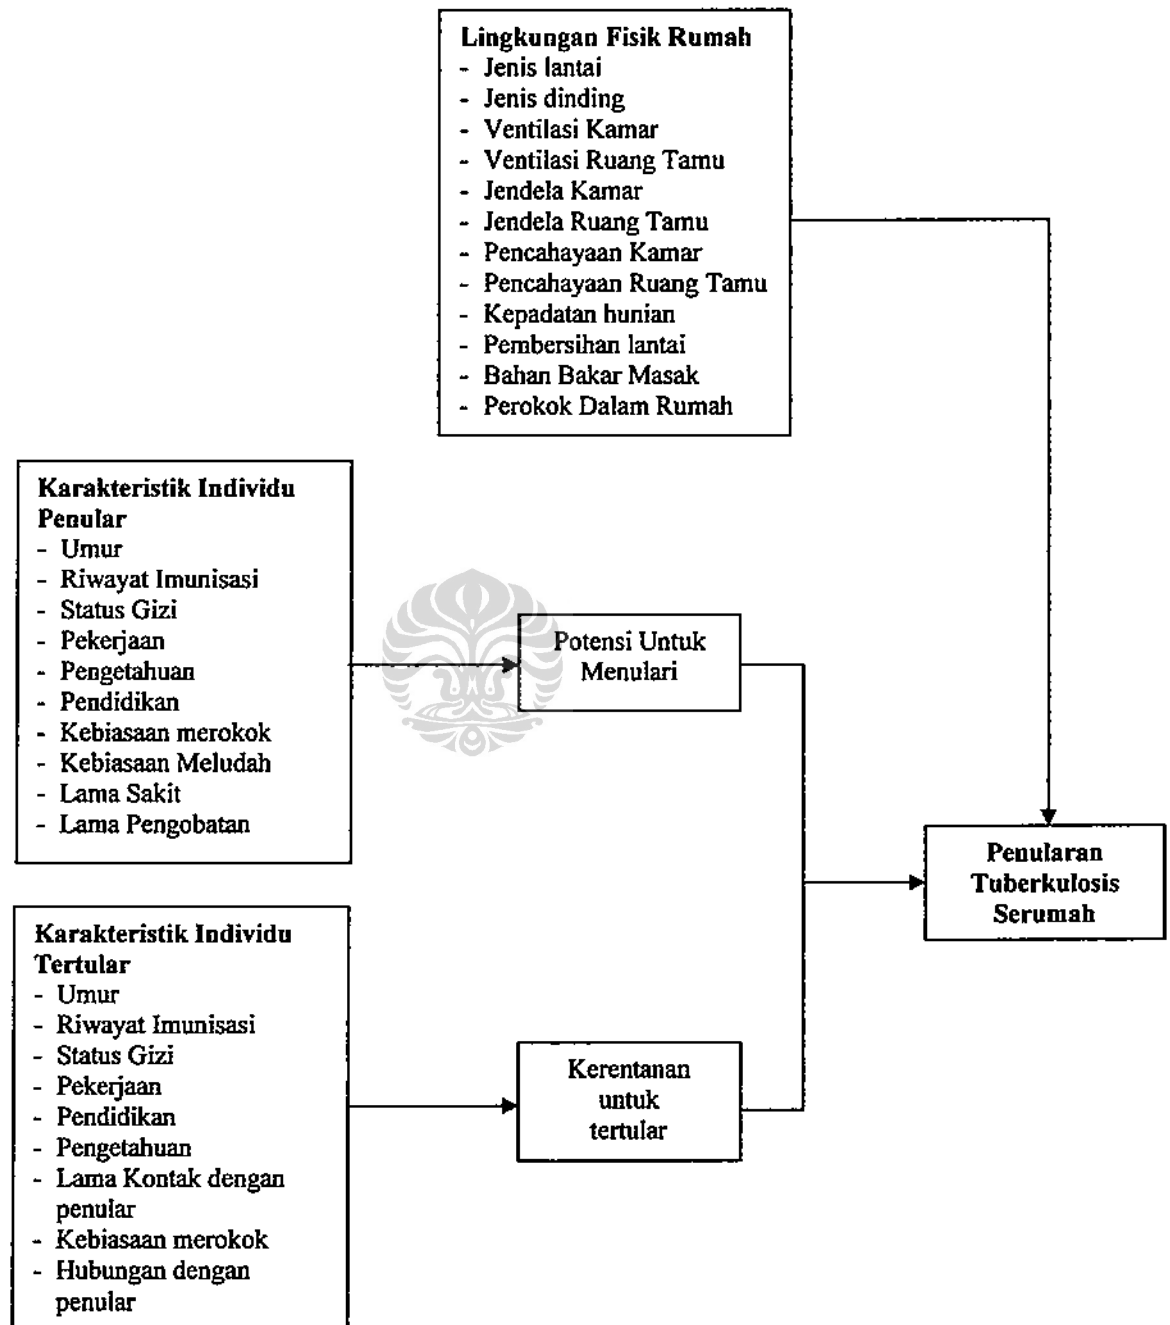 Lingkungan Fisik Rumah
- Jenis lantai
- Jenis dinding
- Ventilasi Kamar
- Ventilasi Ruang Tamu
- Jendela Kamar
- Jendela Ruang Tamu
- Pencahayaan Kamar
- Pencahayaan Ruang Tamu
- Kepadatan hunian
- Pembersihan lantai
- Bahan Bakar Masak
- Perokok Dalam Rumah
Karakteristik Individu
Penular
- Umur
- Riwayat Imunisasi
- Status Gizi
- Pekerjaan
- Pengetahuan
- Pendidikan
- Kebiasaan merokok
- Kebiasaan Meludah
- Lama Sakit
- Lama Pengobatan
Potensi Untuk
Menulari
Penularan
Tuberkulosis
Serumah
Karakteristik Individu
Tertular
- Umur
- Riwayat Imunisasi
- Status Gizi
- Pekerjaan
- Pendidikan
- Pengetahuan
- Lama Kontak dengan
penular
- Kebiasaan merokok
- Hubungan dengan
penular
Kerentanan
untuk
tertular